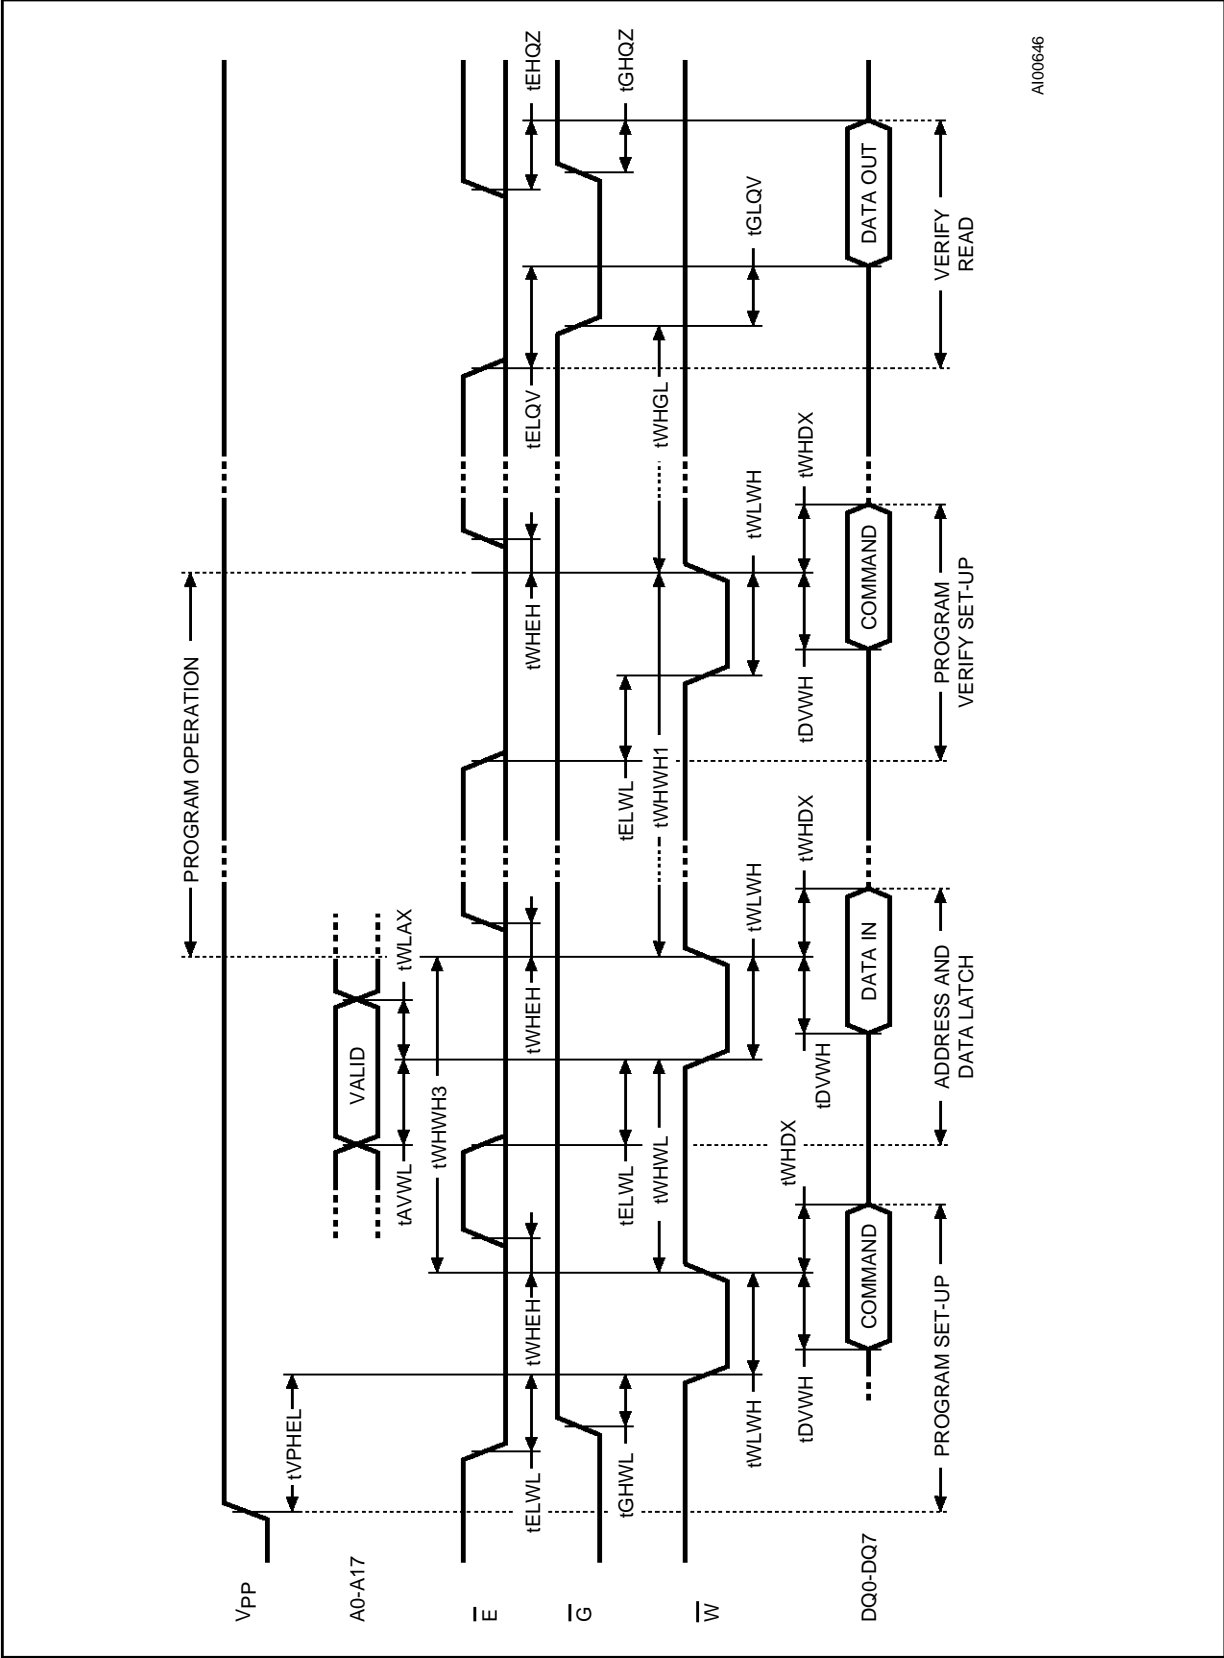 PROGRAM OPERATION
VPP
tVPHEL
A0-A17
VALID
tAVWL
tWLAX
tWHWH3
E
tELWL
tWHEH
tWHEH
tWHEH
tELQV
tEHQZ
G
tGHWL
tELWL
tELWL
tGHQZ
tWHWL
tWHWH1
tWHGL
W
tWLWH
tWLWH
tWLWH
tGLQV
tDVWH
tWHDX
tDVWH
tWHDX
tDVWH
tWHDX
DQ0-DQ7
COMMAND
DATA IN
COMMAND
DATA OUT
PROGRAM SET-UP
ADDRESS AND
DATA LATCH
PROGRAM
VERIFY SET-UP
VERIFY
READ
AI00646